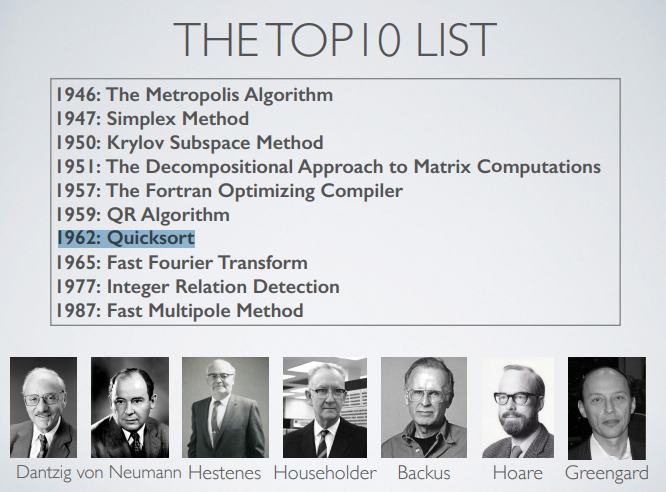 THE TOP10 LIST
1946: The Metropolis Algorithm
1947: Simplex Method
1950: Krylov Subspace Method
1951: The Decompositional Approach to Matrix Computations
1957: The Fortran Optimizing Compiler
1959: QR Algorithm
1962: Quicksort
1965: Fast Fourier Transform
1977: Integer Relation Detection
1987: Fast Multipole Method
Dantzig von Neumann Hestenes Householder Backus Hoare Greengard